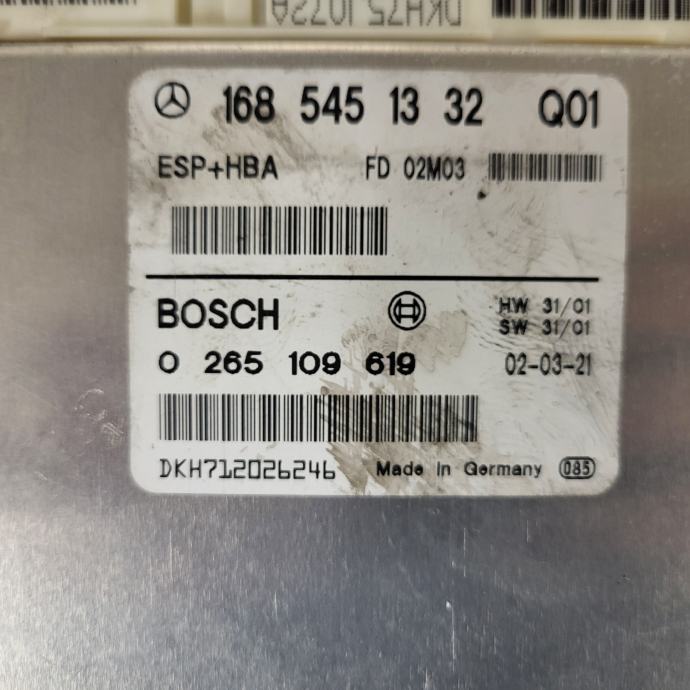 DKH75J072A
168 545 13 32 Q01
ESP+HBA FD 02M03
BOSCH HW 31/01
SW 31/01
0 265 109 619 02-03-21
DKH712026246 Made in Germany 085